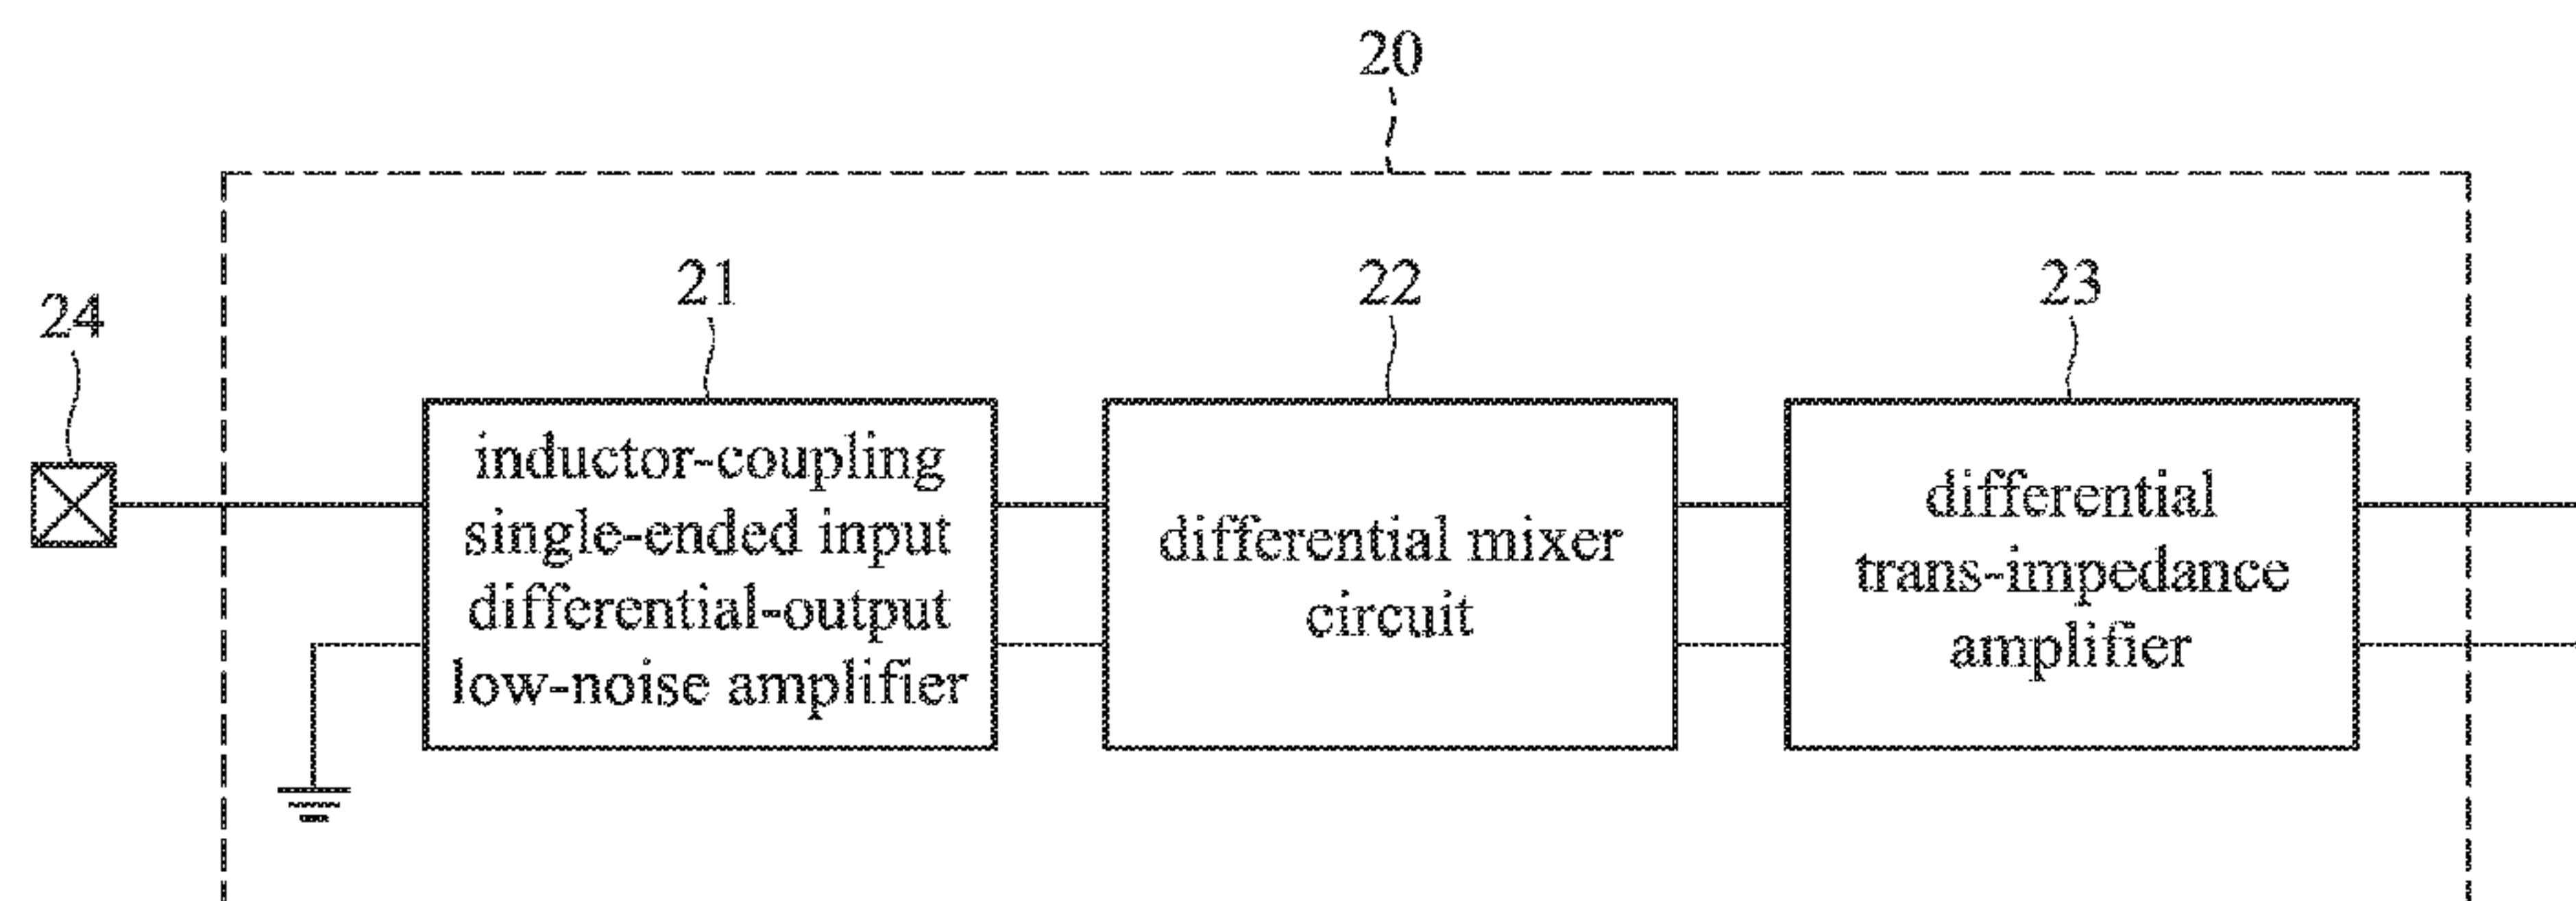 20
24
21
22
23
inductor-coupling
single-ended input
differential-output
low-noise amplifier
differential mixer
circuit
differential
trans-impedance
amplifier